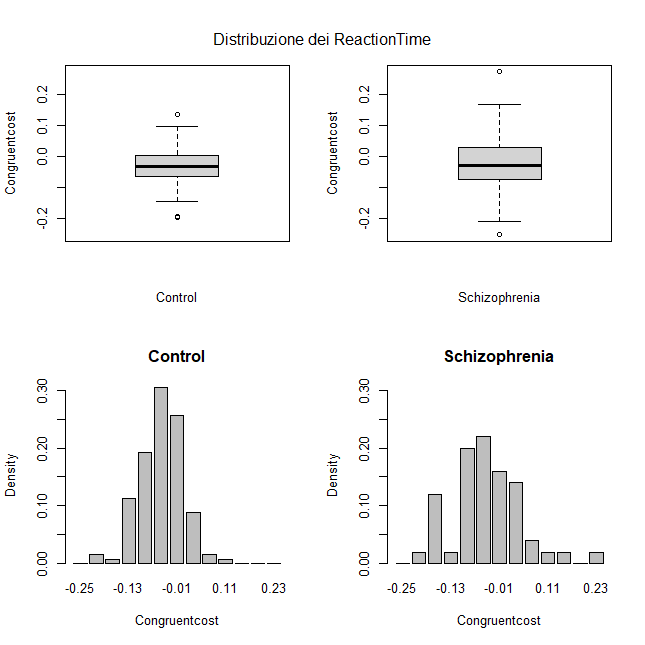 Distribuzione dei ReactionTime
Congruentcost
0.2
0.1
0.0
-0.2
Control
Congruentcost
0.2
0.1
0.0
-0.2
Schizophrenia
Control
Density
0.30
0.20
0.10
0.00
-0.25 -0.13 -0.01 0.11 0.23
Congruentcost
Schizophrenia
Density
0.30
0.20
0.10
0.00
-0.25 -0.13 -0.01 0.11 0.23
Congruentcost